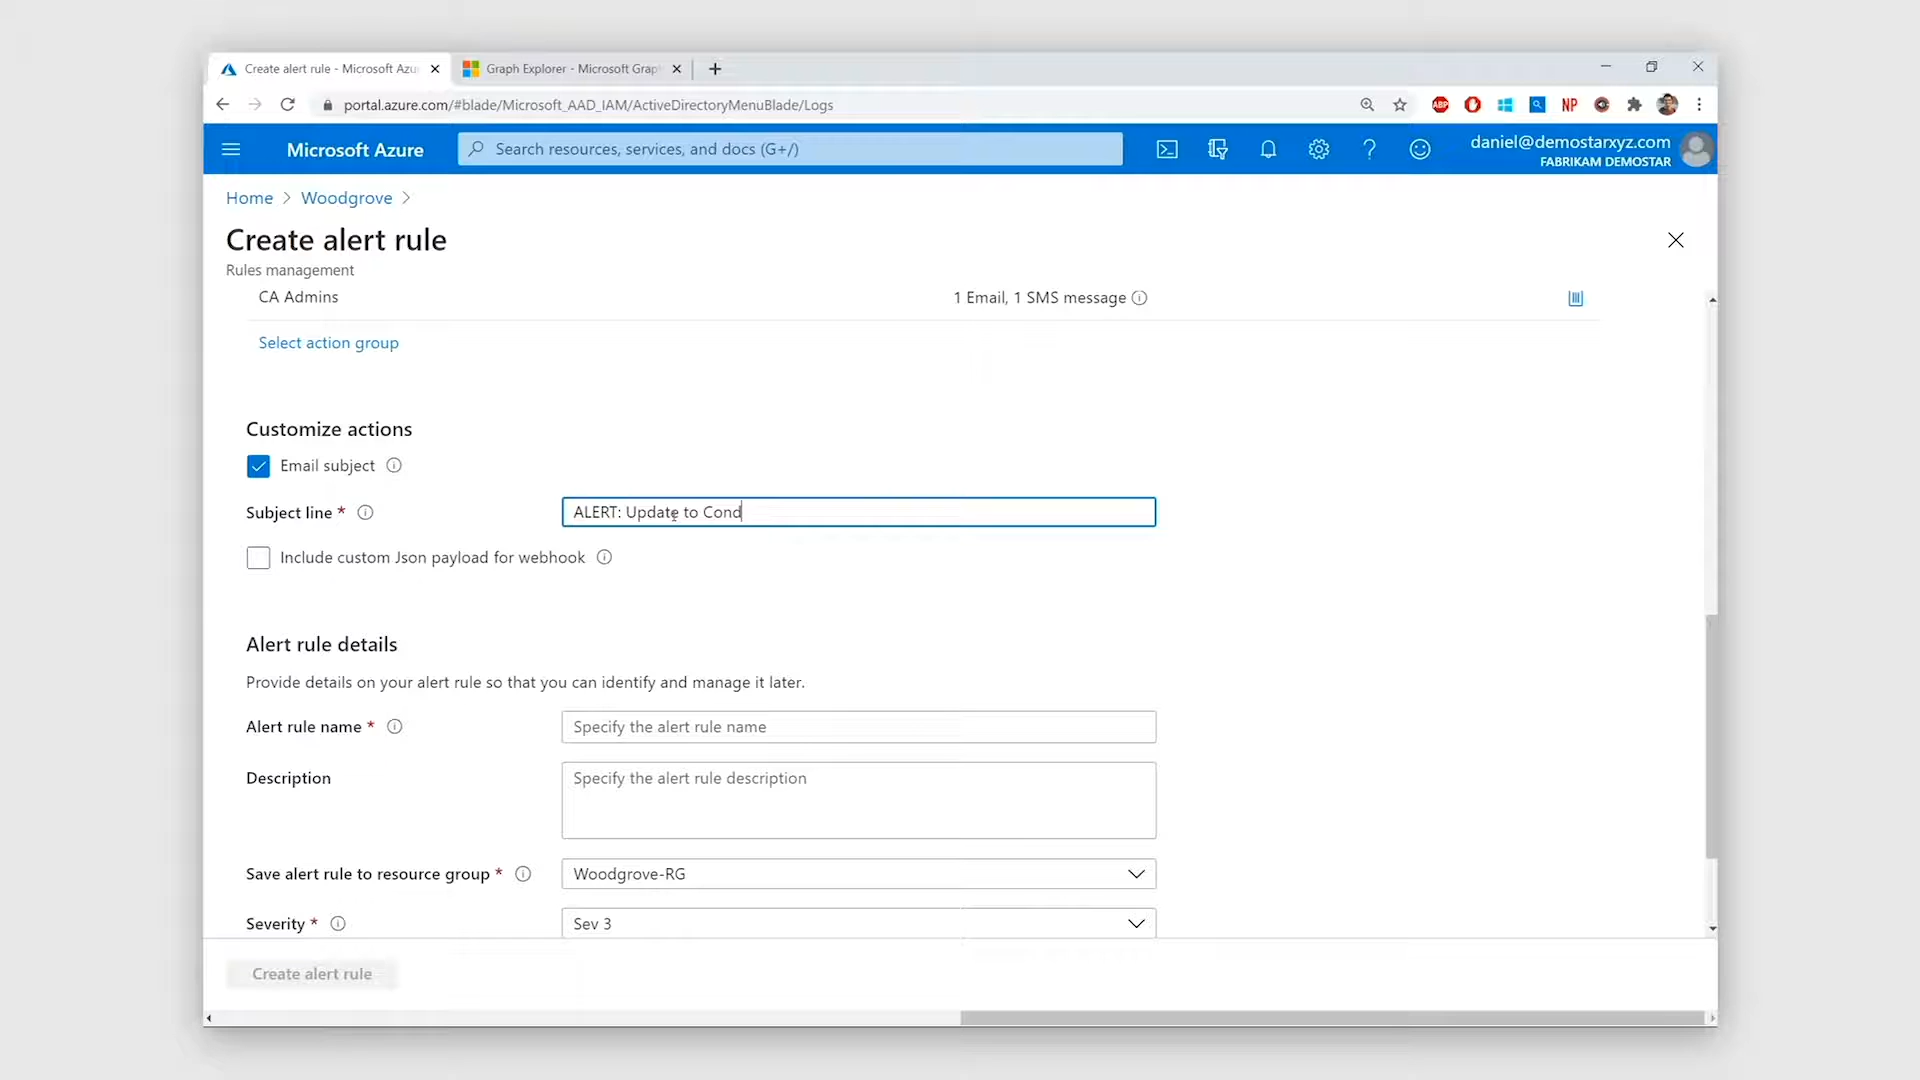 Create alert rule - Microsoft Azu
Graph Explorer - Microsoft Grap
portal.azure.com/#blade/Microsoft_AAD_IAM/ActiveDirectoryMenuBlade/Logs
ABP
NP
Microsoft Azure
Search resources, services, and docs (G+/)
daniel@demostarxyz.com
FABRIKAM DEMOSTAR
Home > Woodgrove >
Create alert rule
Rules management
CA Admins
1 Email, 1 SMS message
Select action group
Customize actions
Email subject
Subject line *
ALERT: Update to Cond
Include custom Json payload for webhook
Alert rule details
Provide details on your alert rule so that you can identify and manage it later.
Alert rule name *
Specify the alert rule name
Description
Specify the alert rule description
Save alert rule to resource group *
Woodgrove-RG
Severity *
Sev 3
Create alert rule